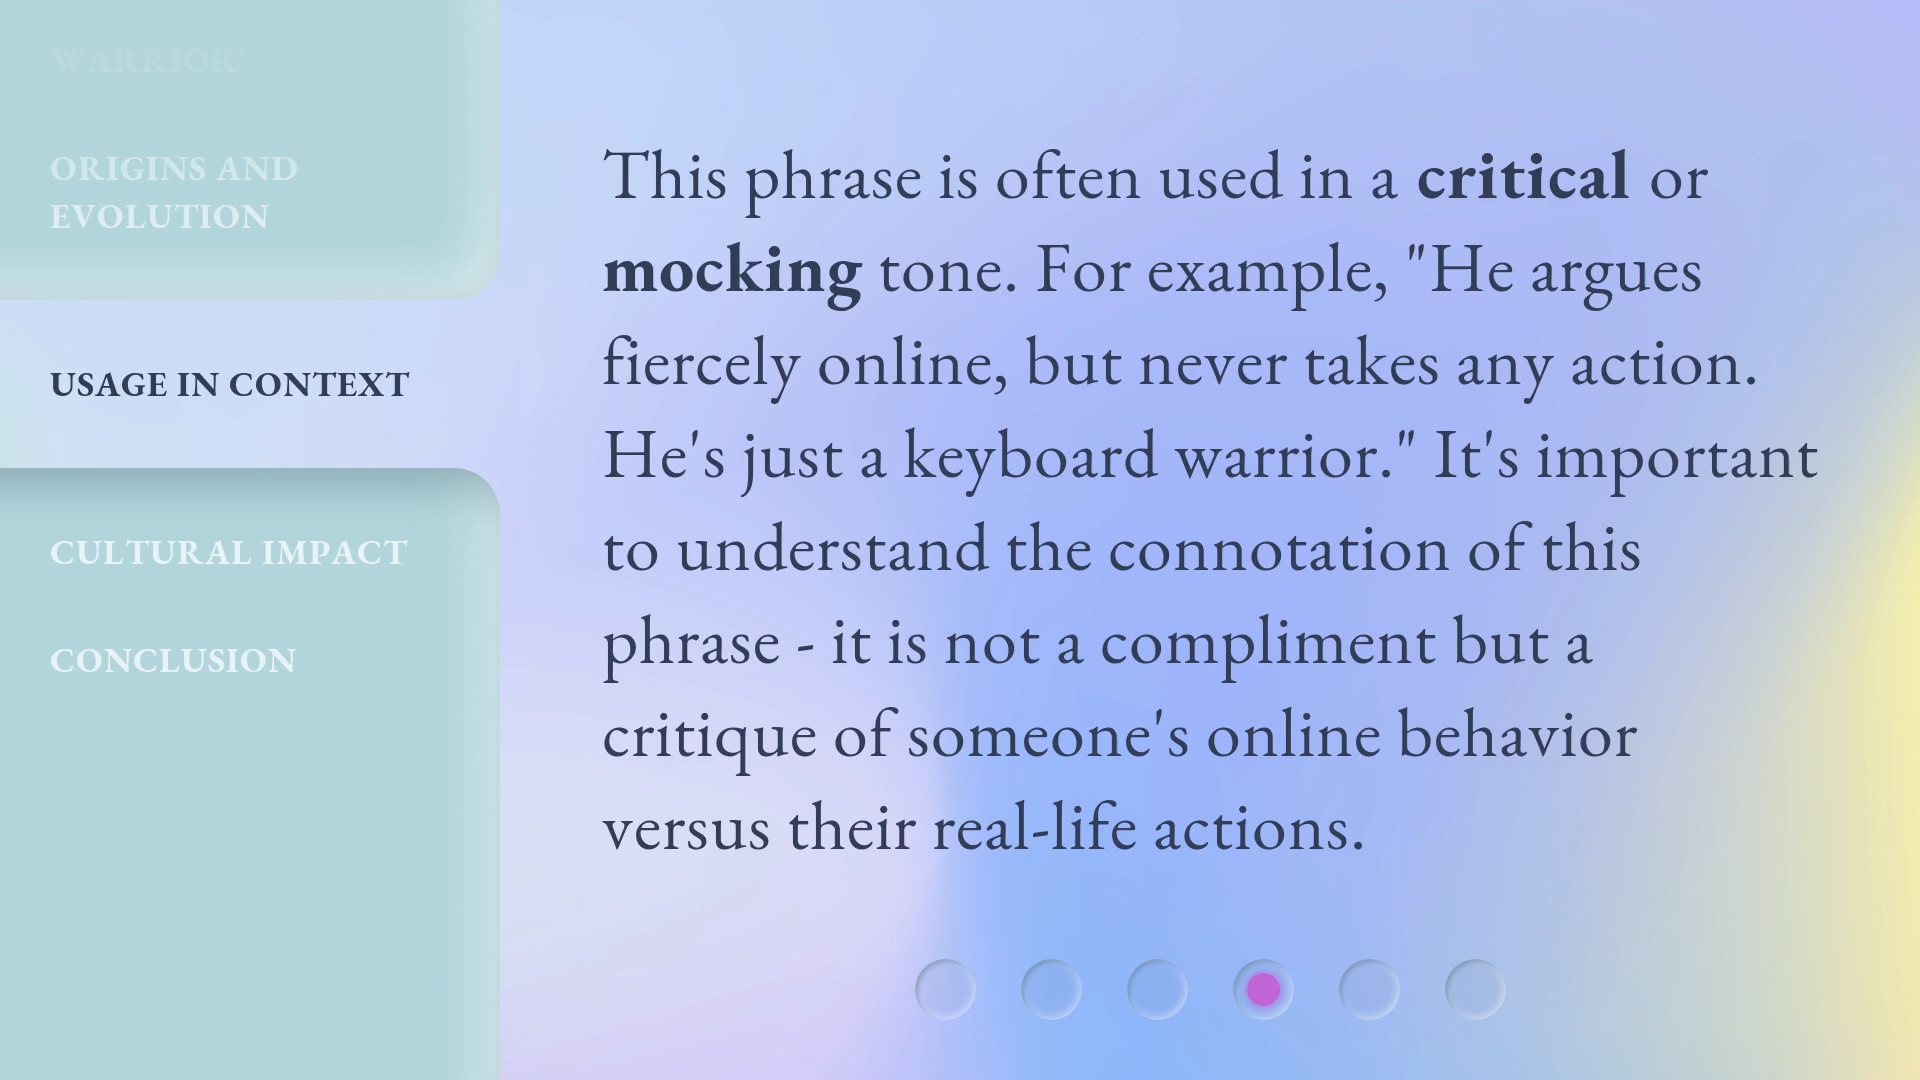 WARRIOR'
ORIGINS AND
EVOLUTION
USAGE IN CONTEXT
CULTURAL IMPACT
CONCLUSION
This phrase is often used in a critical or
mocking tone. For example, "He argues
fiercely online, but never takes any action.
He's just a keyboard warrior." It's important
to understand the connotation of this
phrase - it is not a compliment but a
critique of someone's online behavior
versus their real-life actions.